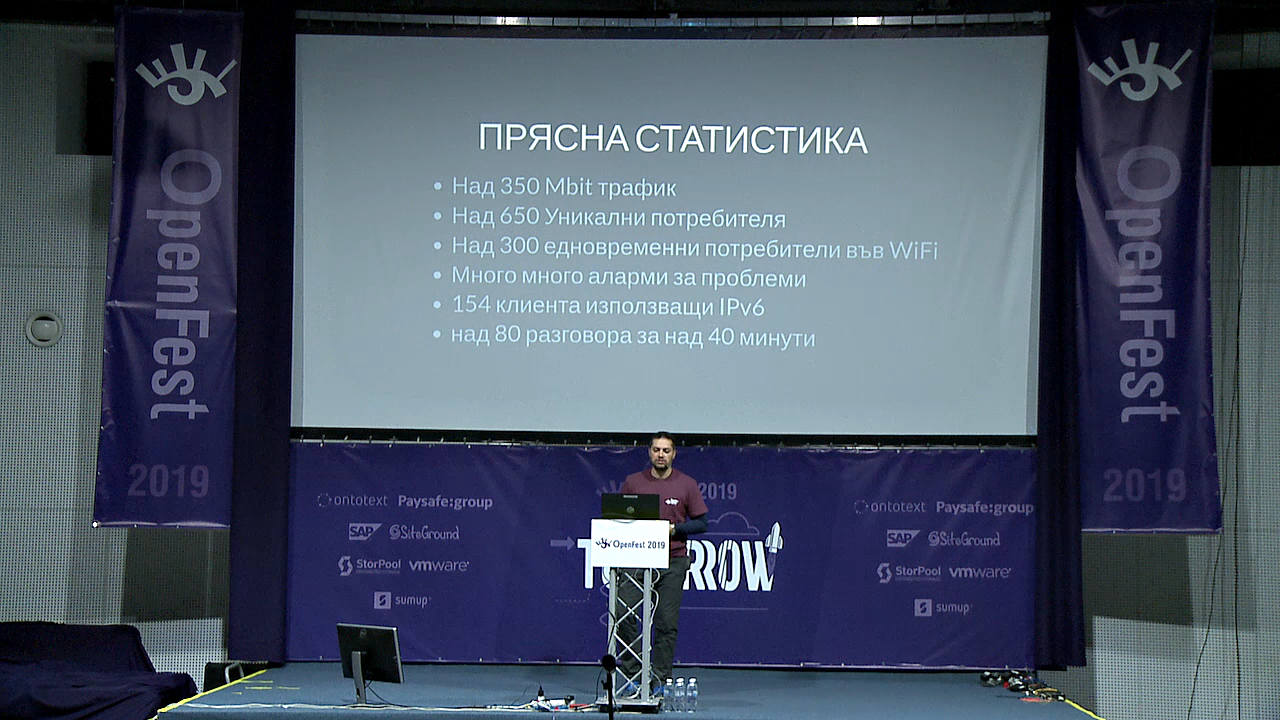 ПРЯСНА СТАТИСТИКА
Над 350 Mbit трафик
Над 650 Уникални потребителя
Над 300 едновременни потребители във WiFi
Много много аларми за проблеми
154 клиента използващи IPv6
над 80 разговора за над 40 минути
OpenFest
2019
OpenFest
2019
2019
ontotext Paysafe:group
SAP SiteGround
StorPool vmware
sumup
OpenFest 2019
RROW
ontotext Paysafe:group
SAP SiteGround
StorPool vmware
sumup